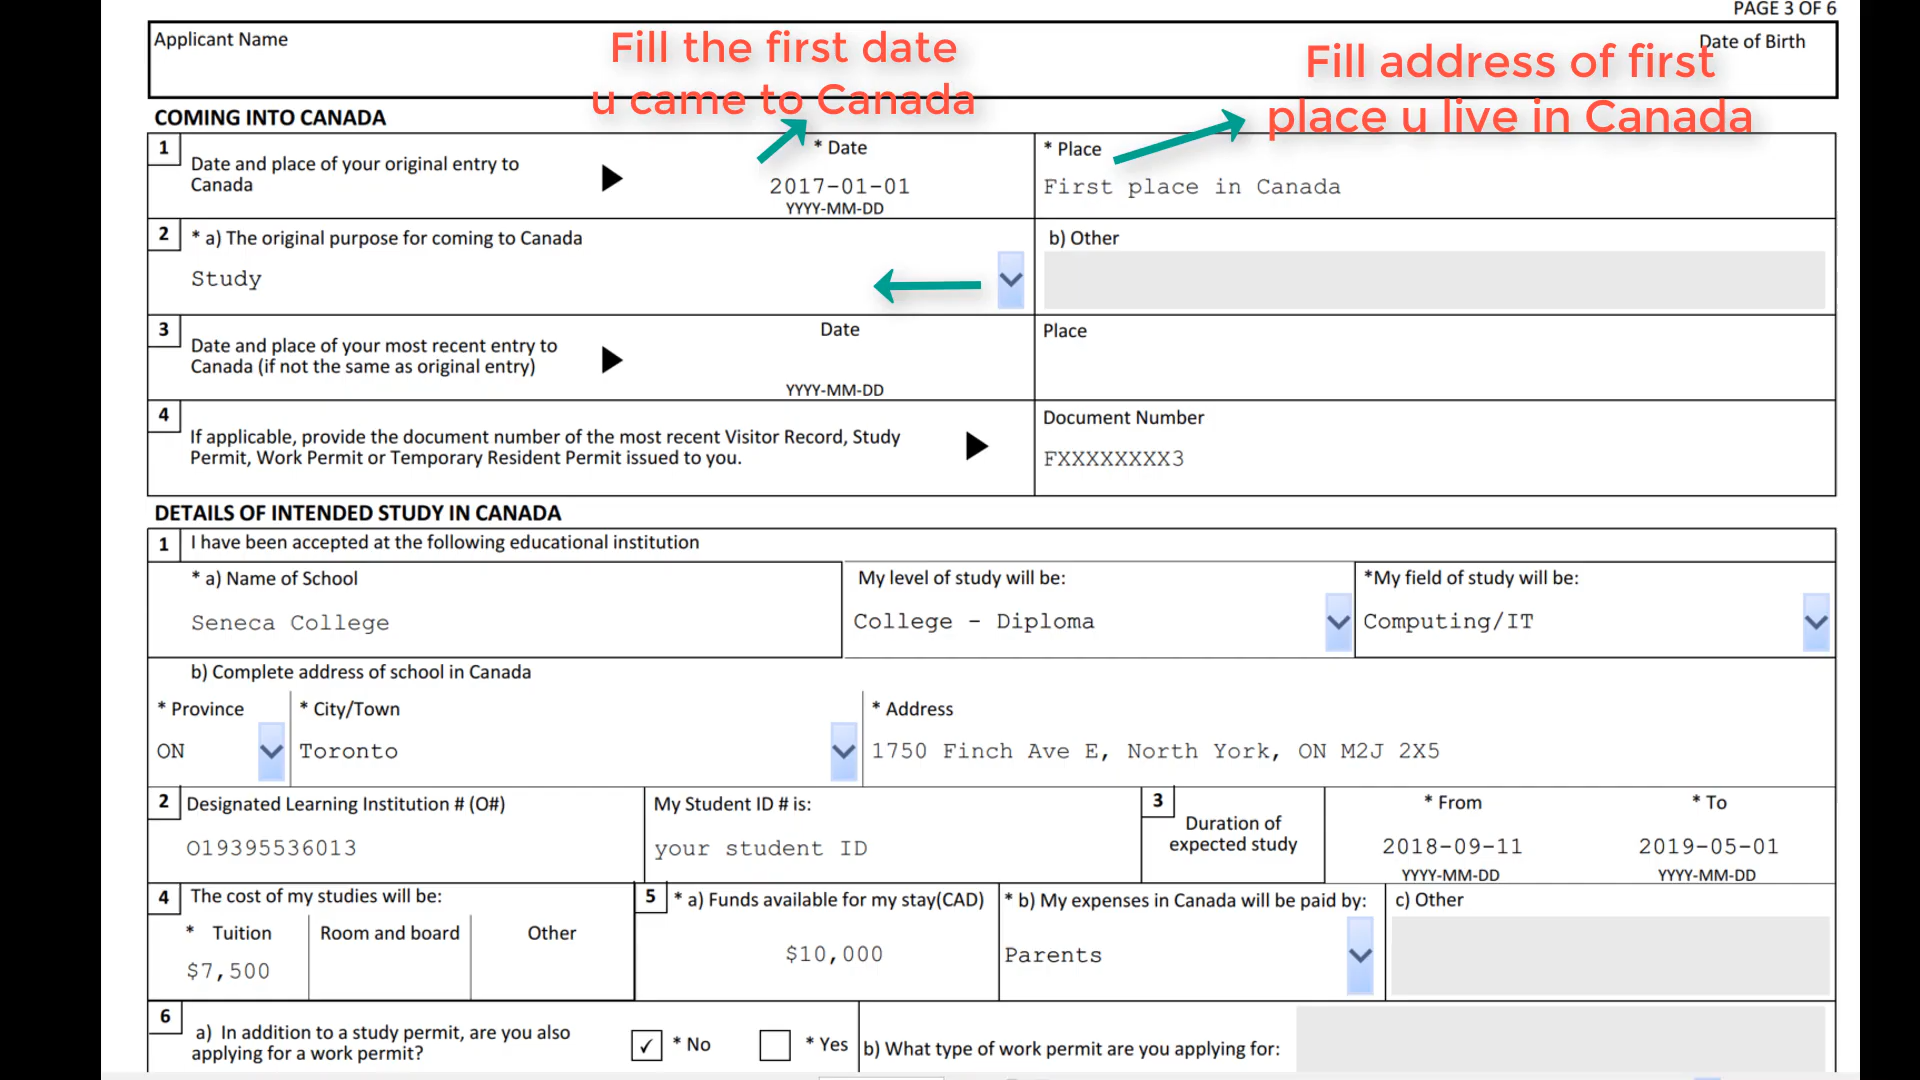 PAGE 3 OF 6
Applicant Name
Date of Birth
Fill the first date
u came to Canada
Fill address of first
place u live in Canada
COMING INTO CANADA
1
Date and place of your original entry to
Canada
* Date
2017-01-01
YYYY-MM-DD
* Place
First place in Canada
2
* a) The original purpose for coming to Canada
Study
b) Other
3
Date and place of your most recent entry to
Canada (if not the same as original entry)
Date
YYYY-MM-DD
Place
4
If applicable, provide the document number of the most recent Visitor Record, Study
Permit, Work Permit or Temporary Resident Permit issued to you.
Document Number
FXXXXXXXX3
DETAILS OF INTENDED STUDY IN CANADA
1
I have been accepted at the following educational institution
* a) Name of School
Seneca College
My level of study will be:
College - Diploma
*My field of study will be:
Computing/IT
b) Complete address of school in Canada
* Province
ON
* City/Town
Toronto
* Address
1750 Finch Ave E, North York, ON M2J 2X5
2
Designated Learning Institution # (O#)
O19395536013
My Student ID # is:
your student ID
3
Duration of
expected study
* From
2018-09-11
YYYY-MM-DD
* To
2019-05-01
YYYY-MM-DD
4
The cost of my studies will be:
* Tuition
$7,500
Room and board
Other
5
* a) Funds available for my stay(CAD)
$10,000
* b) My expenses in Canada will be paid by:
Parents
c) Other
6
a) In addition to a study permit, are you also
applying for a work permit?
* No
* Yes
b) What type of work permit are you applying for: